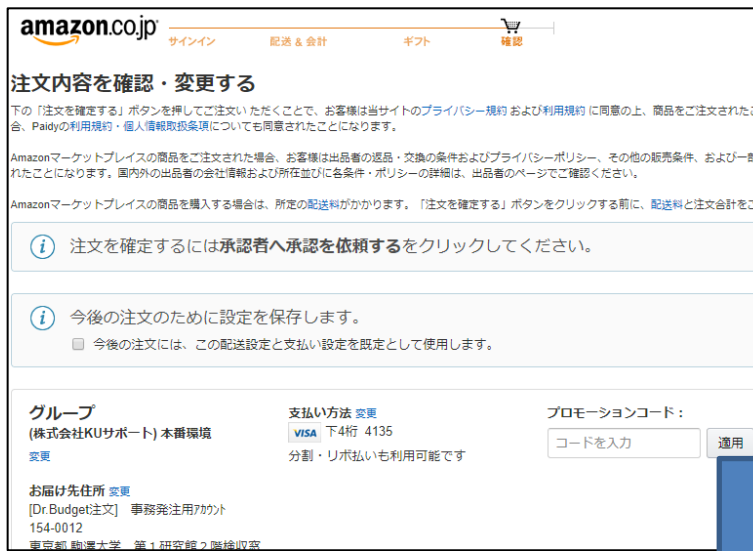 amazon.co.jp
サインイン 配送 & 会計 ギフト 確認
注文内容を確認・変更する
下の「注文を確定する」ボタンを押してご注文いただくことで、お客様は当サイトのプライバシー規約 および利用規約 に同意の上、商品をご注文されたこ
合、Paidyの利用規約・個人情報取扱条項についても同意されたことになります。
Amazonマーケットプレイスの商品をご注文された場合、お客様は出品者の返品・交換の条件およびプライバシーポリシー、その他の販売条件、および一部
れたことになります。国内外の出品者の会社情報および所在並びに各条件・ポリシーの詳細は、出品者のページでご確認ください。
Amazonマーケットプレイスの商品を購入する場合は、所定の配送料がかかります。「注文を確定する」ボタンをクリックする前に、配送料と注文合計をご
注文を確定するには承認者へ承認を依頼するをクリックしてください。
今後の注文のために設定を保存します。
今後の注文には、この配送設定と支払い設定を既定として使用します。
グループ
(株式会社KUサポート) 本番環境
変更
支払い方法 変更
VISA 下4桁 4135
分割・リボ払いも利用可能です
プロモーションコード：
コードを入力 適用
お届け先住所 変更
[Dr.Budget注文] 事務発注用アカウント
154-0012
東京都 駒澤大学 第１研究館２階検収窓